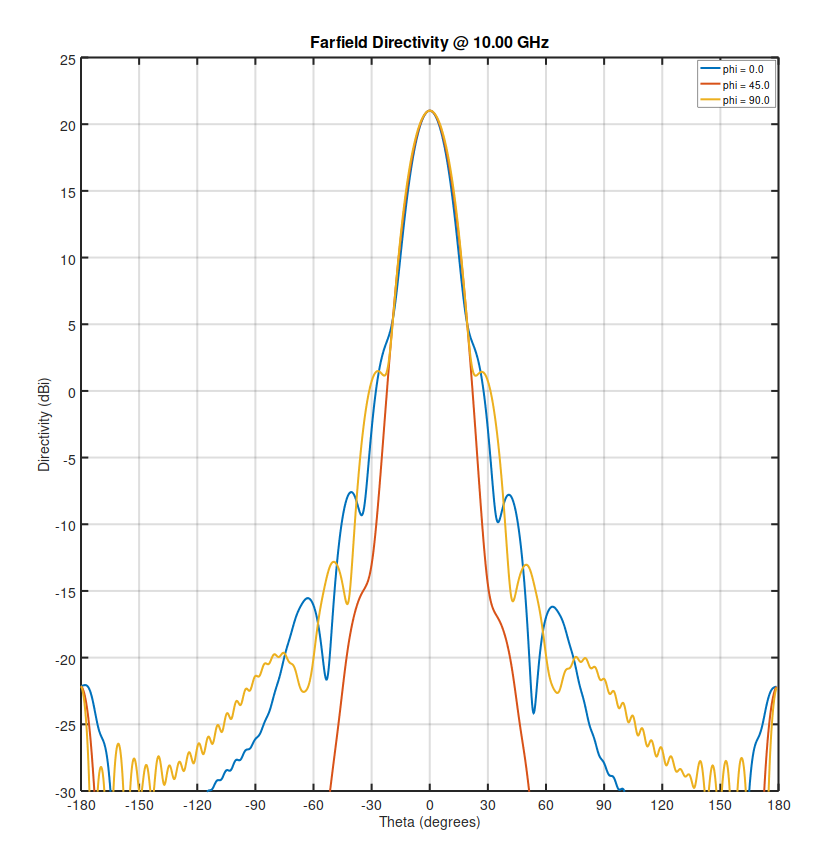 Farfield Directivity @ 10.00 GHz
phi = 0.0
phi = 45.0
phi = 90.0
25
20
15
10
5
0
-5
-10
-15
-20
-25
-30
Directivity (dBi)
-180 -150 -120 -90 -60 -30 0 30 60 90 120 150 180
Theta (degrees)